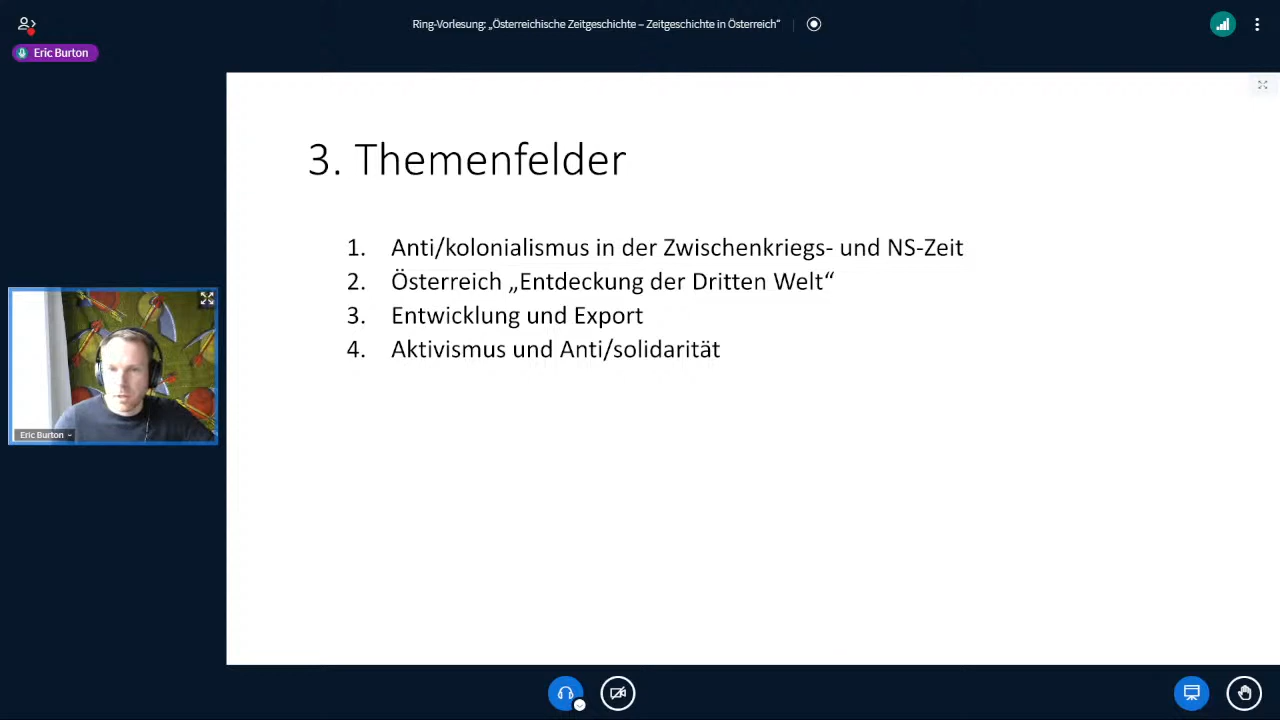 Ring-Vorlesung: „Österreichische Zeitgeschichte – Zeitgeschichte in Österreich“
Eric Burton
3. Themenfelder
1. Anti/kolonialismus in der Zwischenkriegs- und NS-Zeit
2. Österreich „Entdeckung der Dritten Welt“
3. Entwicklung und Export
4. Aktivismus und Anti/solidarität
Eric Burton